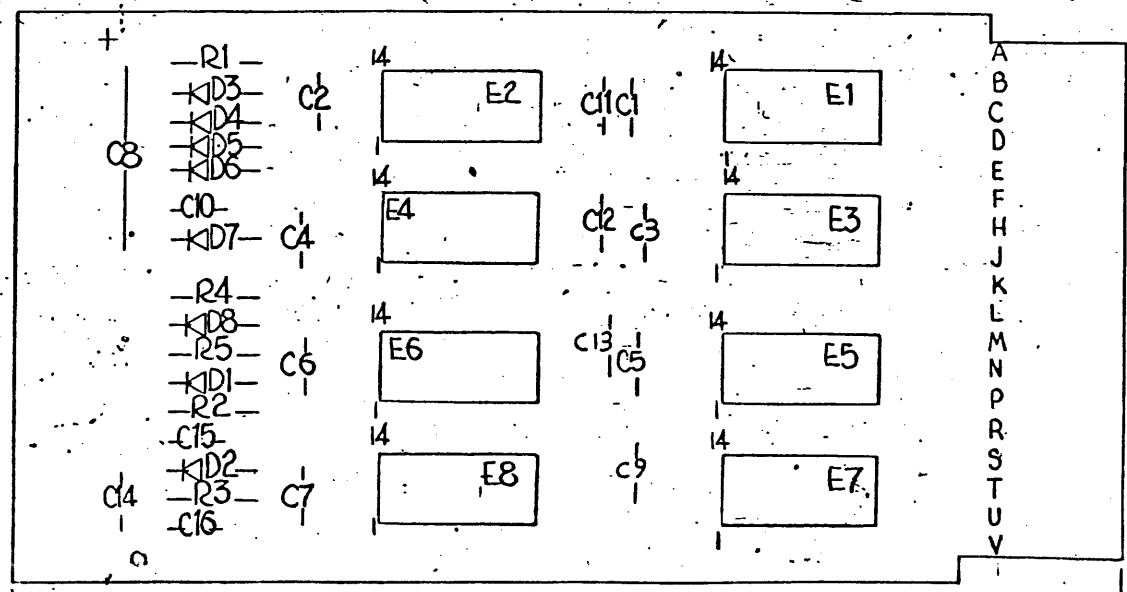 +
R1
D3
D4
D5
D6
C8
C10
D7
R4
D8
R5
D1
R2
C15
D2
R3
C16
C14
C2
C4
C6
C7
14
E2
1
14
E4
1
14
E6
1
14
E8
1
C11
C1
C12
C3
C13
C5
C9
14
E1
1
14
E3
1
14
E5
1
14
E7
1
A
B
C
D
E
F
H
J
K
L
M
N
P
R
S
T
U
V